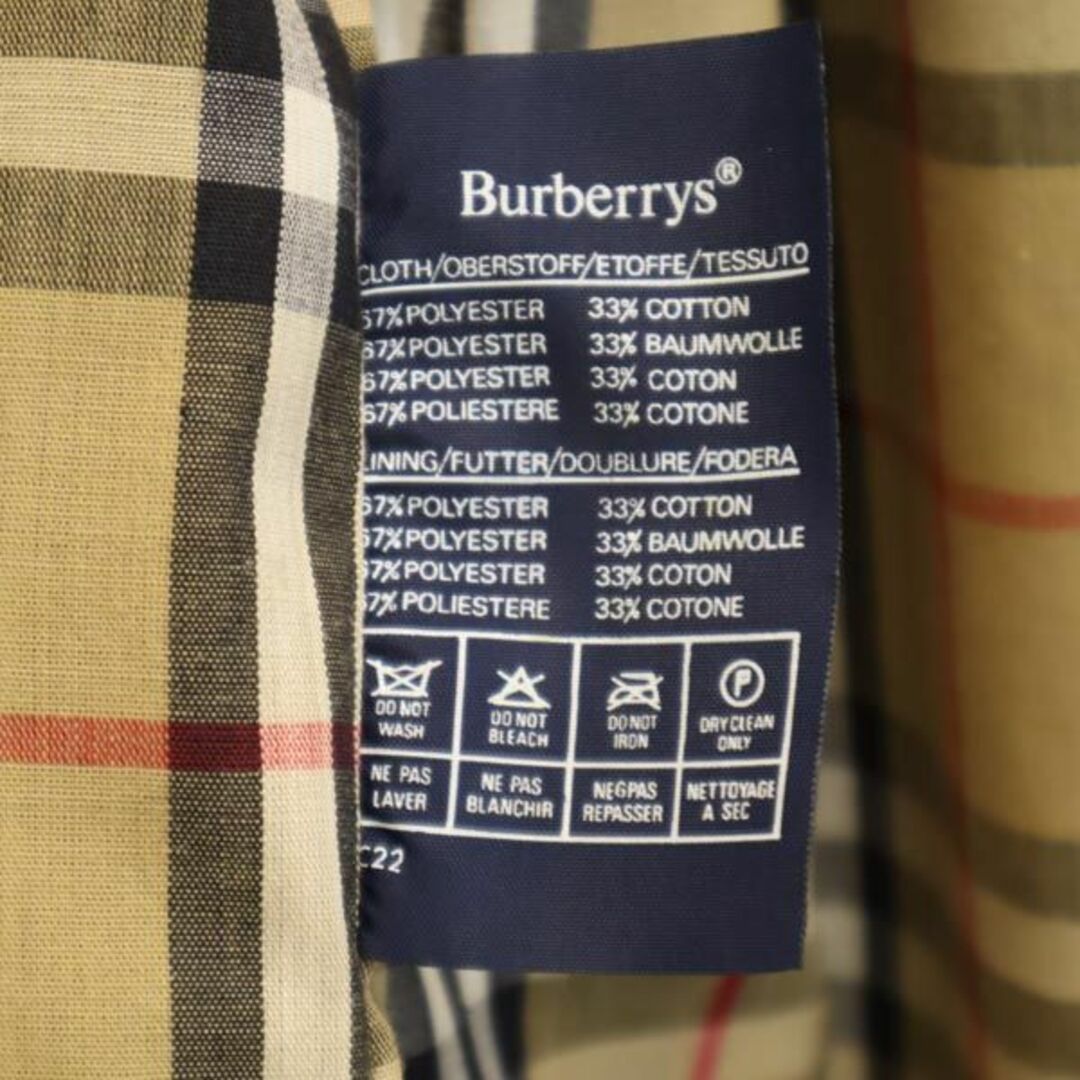 Burberrys®
CLOTH/OBERSTOFF/ETOFFE/TESSUTO
67% POLYESTER 33% COTTON
67% POLYESTER 33% BAUMWOLLE
67% POLYESTER 33% COTON
67% POLIESTERE 33% COTONE
LINING/FUTTER/DOUBLURE/FODERA
67% POLYESTER 33% COTTON
67% POLYESTER 33% BAUMWOLLE
67% POLYESTER 33% COTON
67% POLIESTERE 33% COTONE
P
DO NOT DO NOT DO NOT DRY CLEAN
WASH BLEACH IRON ONLY
NE PAS NE PAS NEGPAS NETTOYAGE
LAVER BLANCHIR REPASSER A SEC
C22